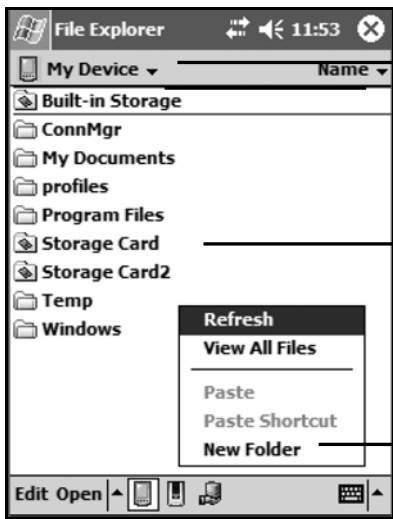 File Explorer 11:53
My Device Name
Built-in Storage
ConnMgr
My Documents
profiles
Program Files
Storage Card
Storage Card2
Temp
Windows
Refresh
View All Files
Paste
Paste Shortcut
New Folder
Edit Open